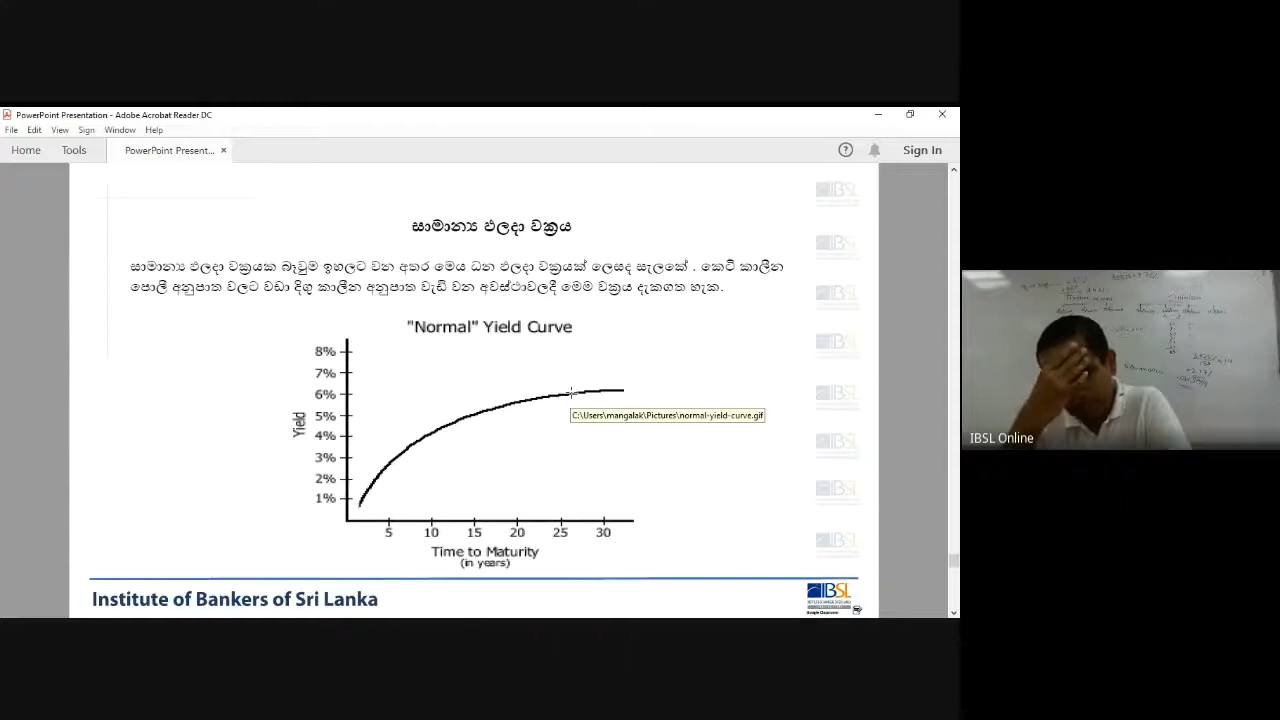 PowerPoint Presentation - Adobe Acrobat Reader DC
File Edit View Sign Window Help
Home Tools PowerPoint Present... × Sign In
සාමාන්‍ය ඵලදා වක්‍රය
සාමාන්‍ය ඵලදා වක්‍රයක බෑවුම ඉහලට වන අතර මෙය ධන ඵලදා වක්‍රයක් ලෙසද සැලකේ . කෙටි කාලීන
පොලී අනුපාත වලට වඩා දිගු කාලීන අනුපාත වැඩි වන අවස්ථාවලදී මෙම වක්‍රය දැකගත හැක.
"Normal" Yield Curve
8%
7%
6%
5%
4%
3%
2%
1%
Yield
C:\Users\mangalak\Pictures\normal-yield-curve.gif
5 10 15 20 25 30
Time to Maturity
(in years)
Institute of Bankers of Sri Lanka
IBSL
IBSL Online